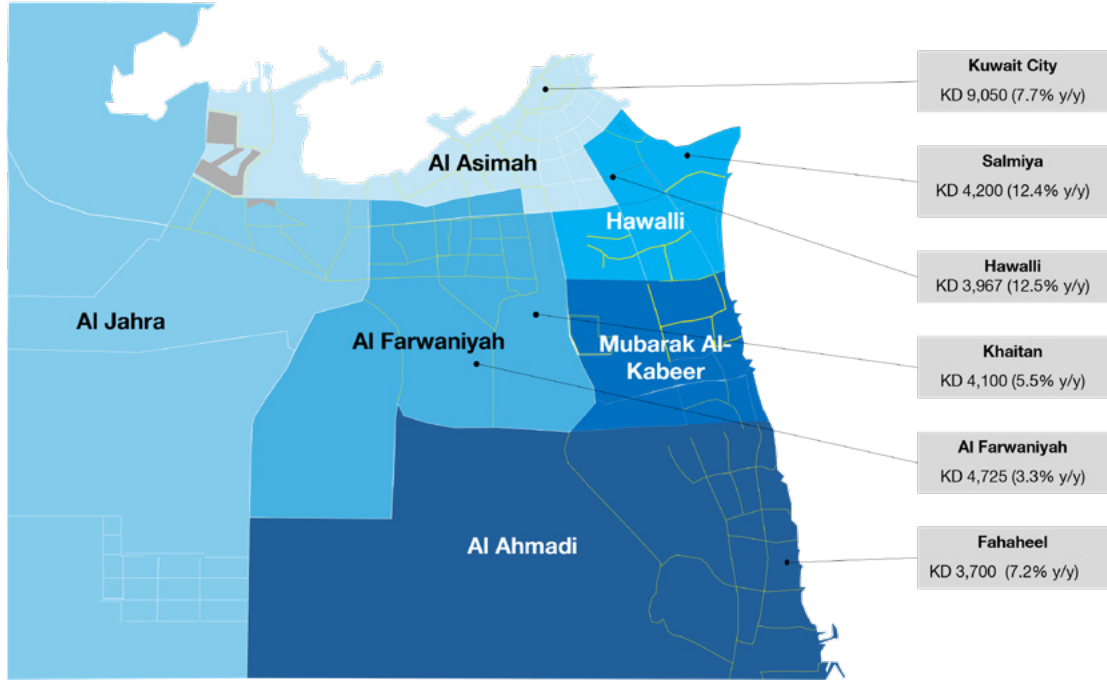 Kuwait City
KD 9,050 (7.7% y/y)
Al Asimah
Salmiya
KD 4,200 (12.4% y/y)
Hawalli
Hawalli
KD 3,967 (12.5% y/y)
Al Jahra
Al Farwaniyah
Mubarak Al-
Kabeer
Khaitan
KD 4,100 (5.5% y/y)
Al Farwaniyah
KD 4,725 (3.3% y/y)
Al Ahmadi
Fahaheel
KD 3,700 (7.2% y/y)